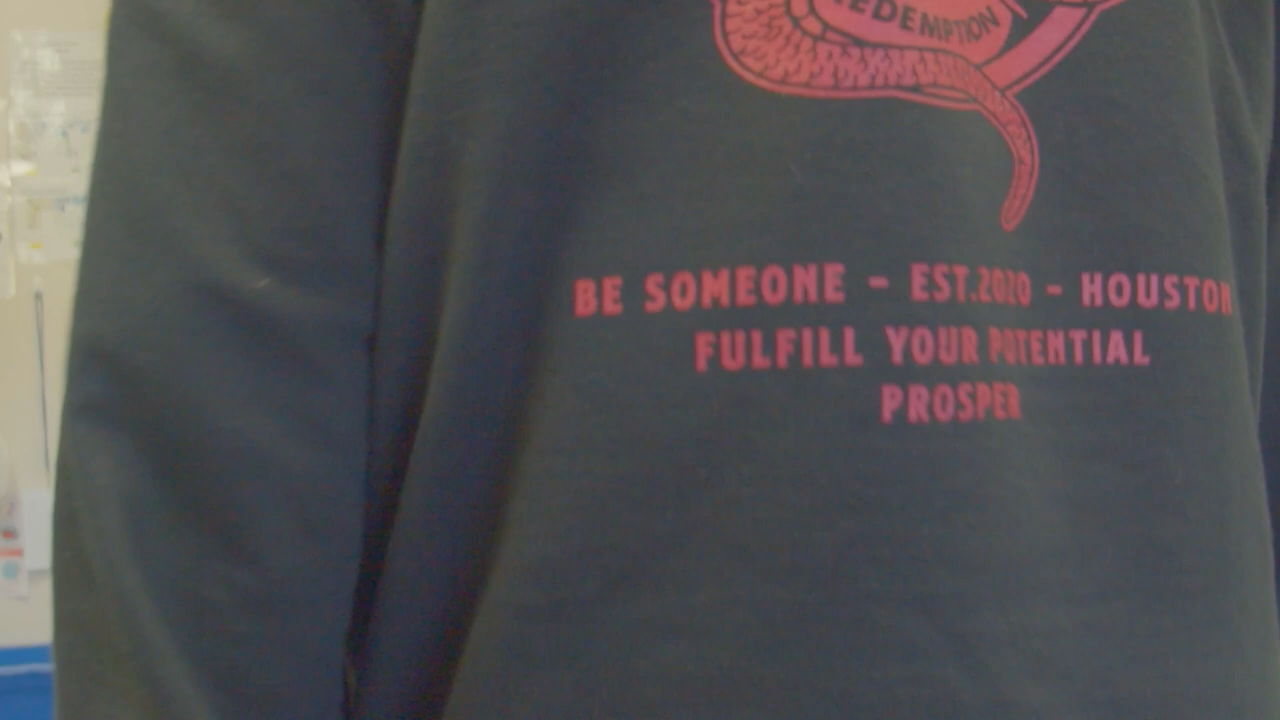 REDEMPTION
BE SOMEONE - EST.2020 - HOUSTON
FULFILL YOUR POTENTIAL
PROSPER